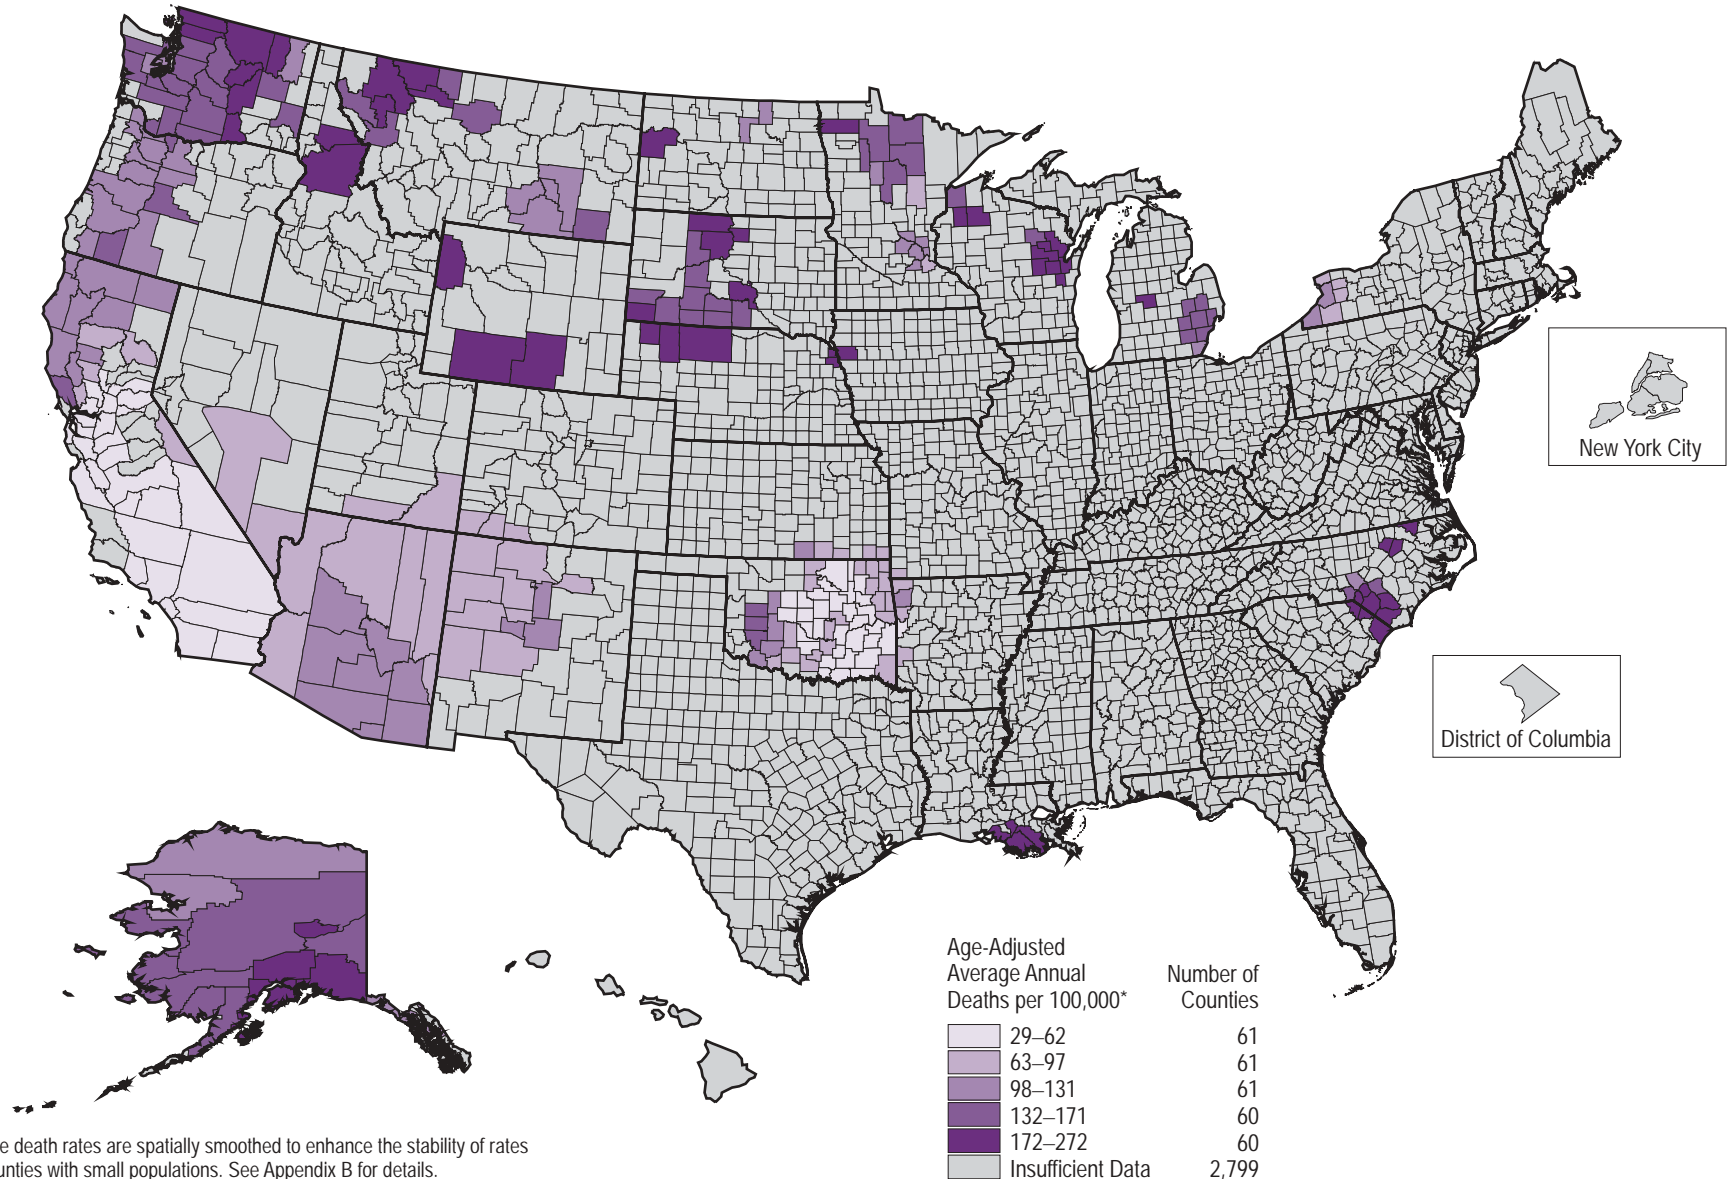 New York City
District of Columbia
Age-Adjusted
Average Annual Number of
Deaths per 100,000* Counties
29–62 61
63–97 61
98–131 61
132–171 60
172–272 60
Insufficient Data 2,799
e death rates are spatially smoothed to enhance the stability of rates
unties with small populations. See Appendix B for details.